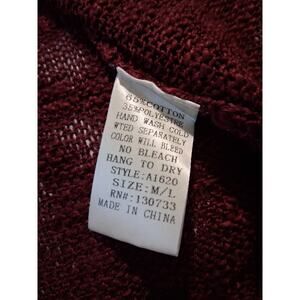 65%COTTON
35%POLYESTER
HAND WASH COLD
WTED SEPARATELY
COLOR WILL BLEED
NO BLEACH
HANG TO DRY
STYLE:A1620
SIZE:M/L
RN#:130733
MADE IN CHINA